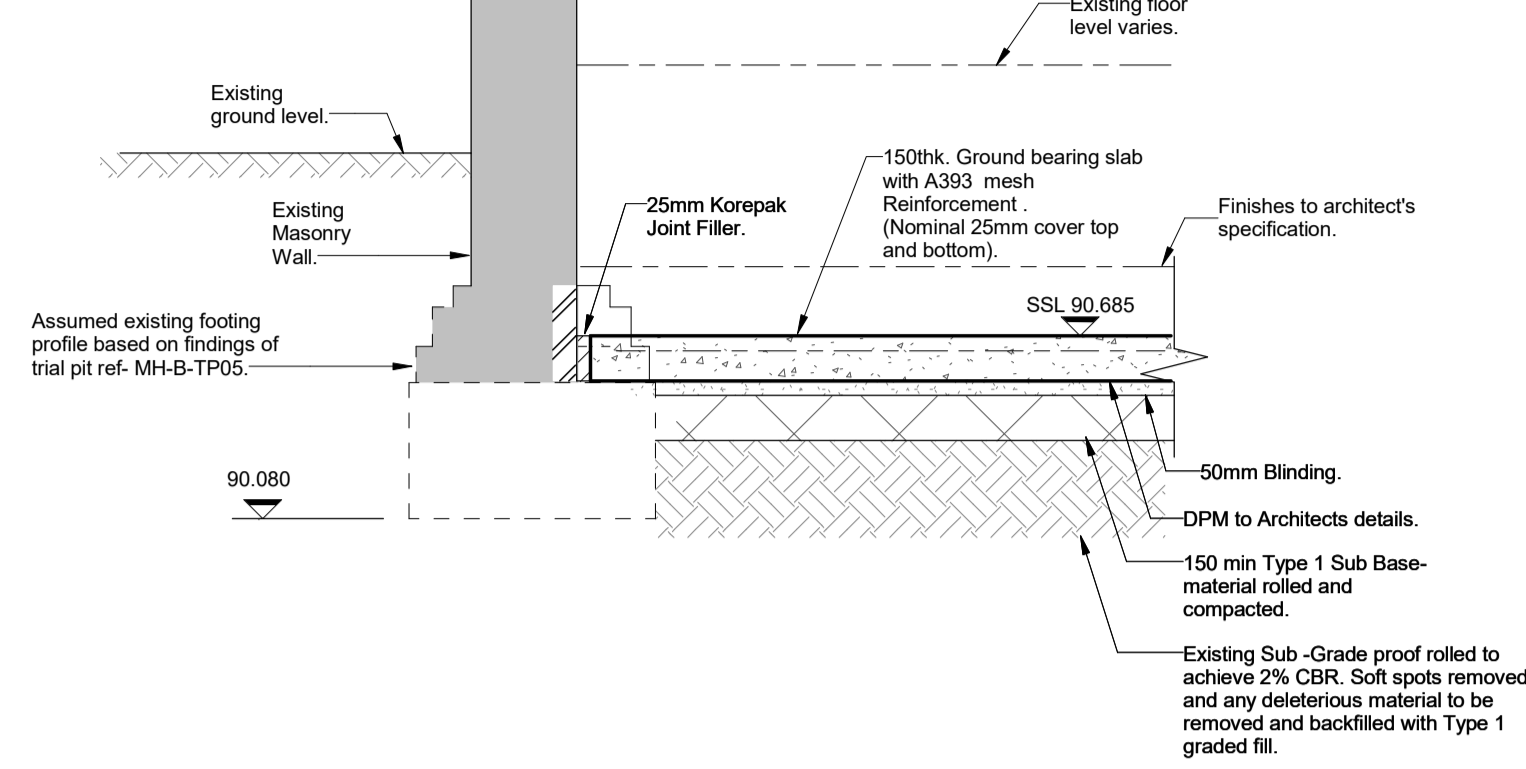 Existing floor
level varies.
Existing
ground level.
150thk. Ground bearing slab
with A393 mesh
Reinforcement .
(Nominal 25mm cover top
and bottom).
25mm Korepak
Joint Filler.
Finishes to architect's
specification.
Existing
Masonry
Wall.
SSL 90.685
Assumed existing footing
profile based on findings of
trial pit ref- MH-B-TP05.
90.080
50mm Blinding.
DPM to Architects details.
150 min Type 1 Sub Base-
material rolled and
compacted.
Existing Sub -Grade proof rolled to
achieve 2% CBR. Soft spots removed
and any deleterious material to be
removed and backfilled with Type 1
graded fill.